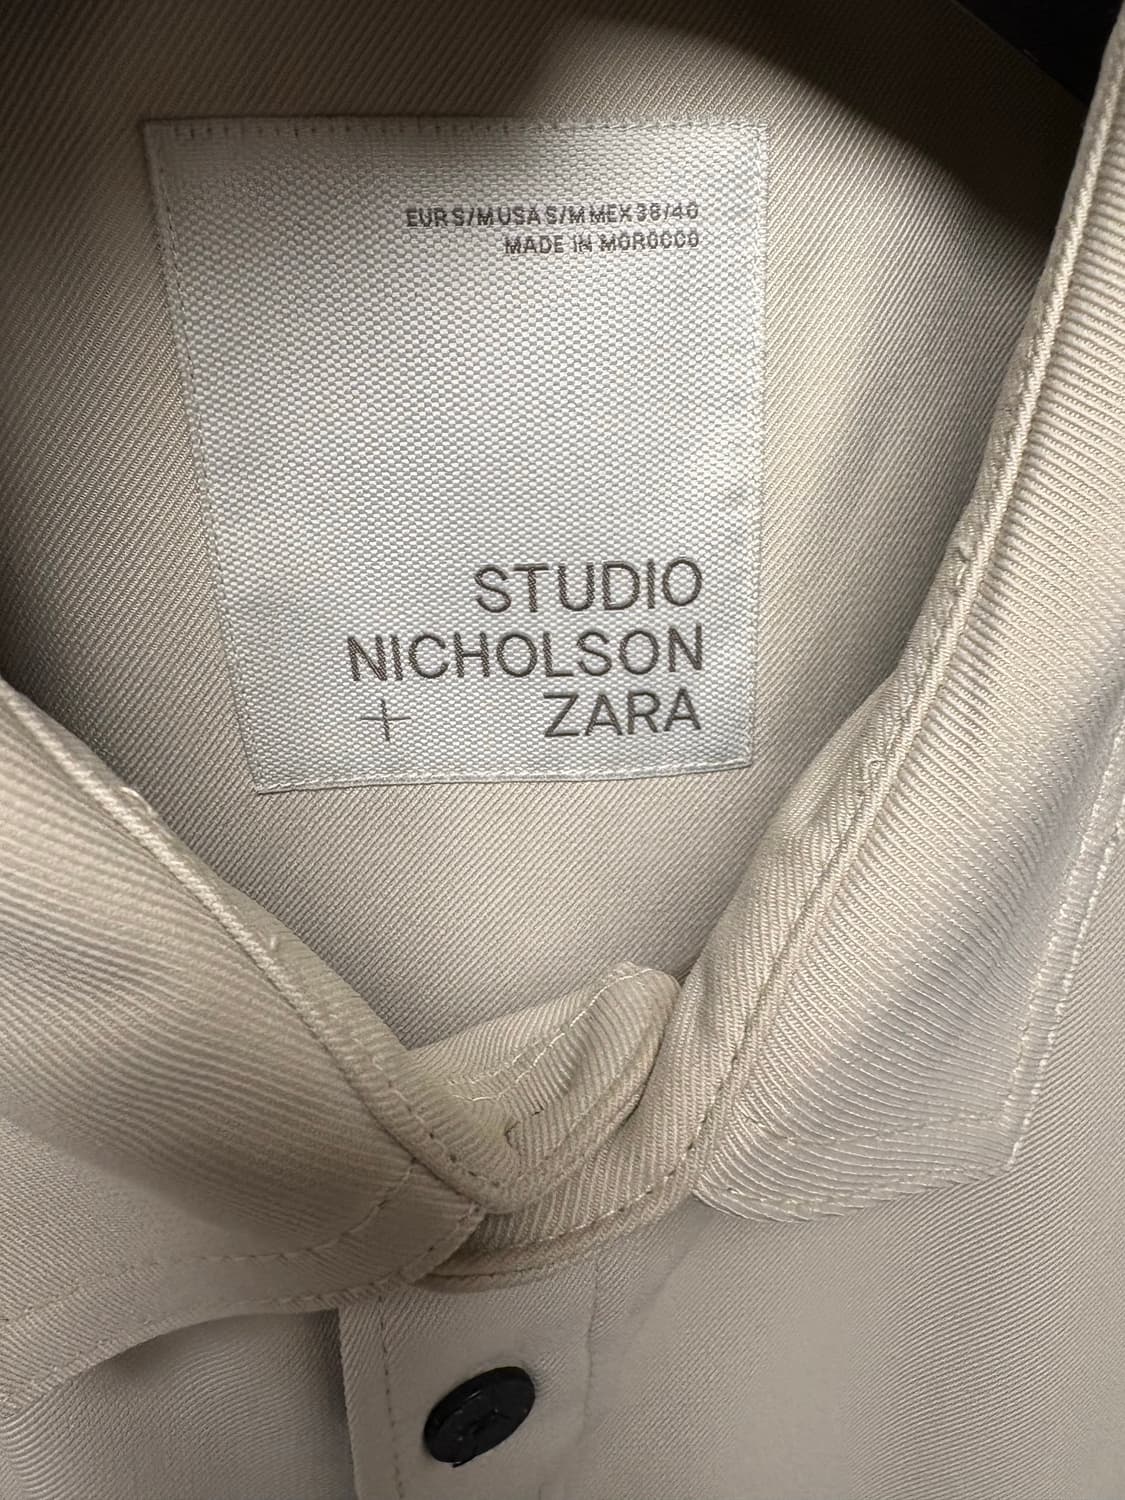 EUR S/M USA S/M MEX 38/40
MADE IN MOROCCO
STUDIO
NICHOLSON
+ ZARA